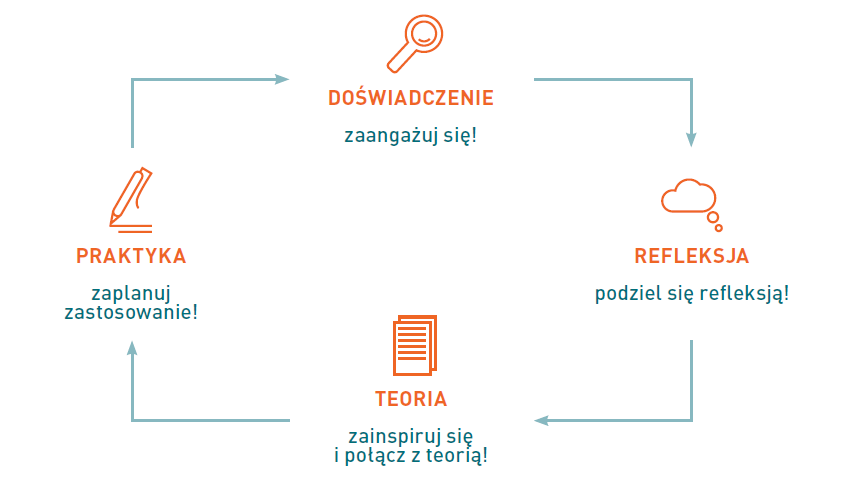 DOŚWIADCZENIE
zaangażuj się!
REFLEKSJA
podziel się refleksją!
TEORIA
zainspiruj się
i połącz z teorią!
PRAKTYKA
zaplanuj
zastosowanie!